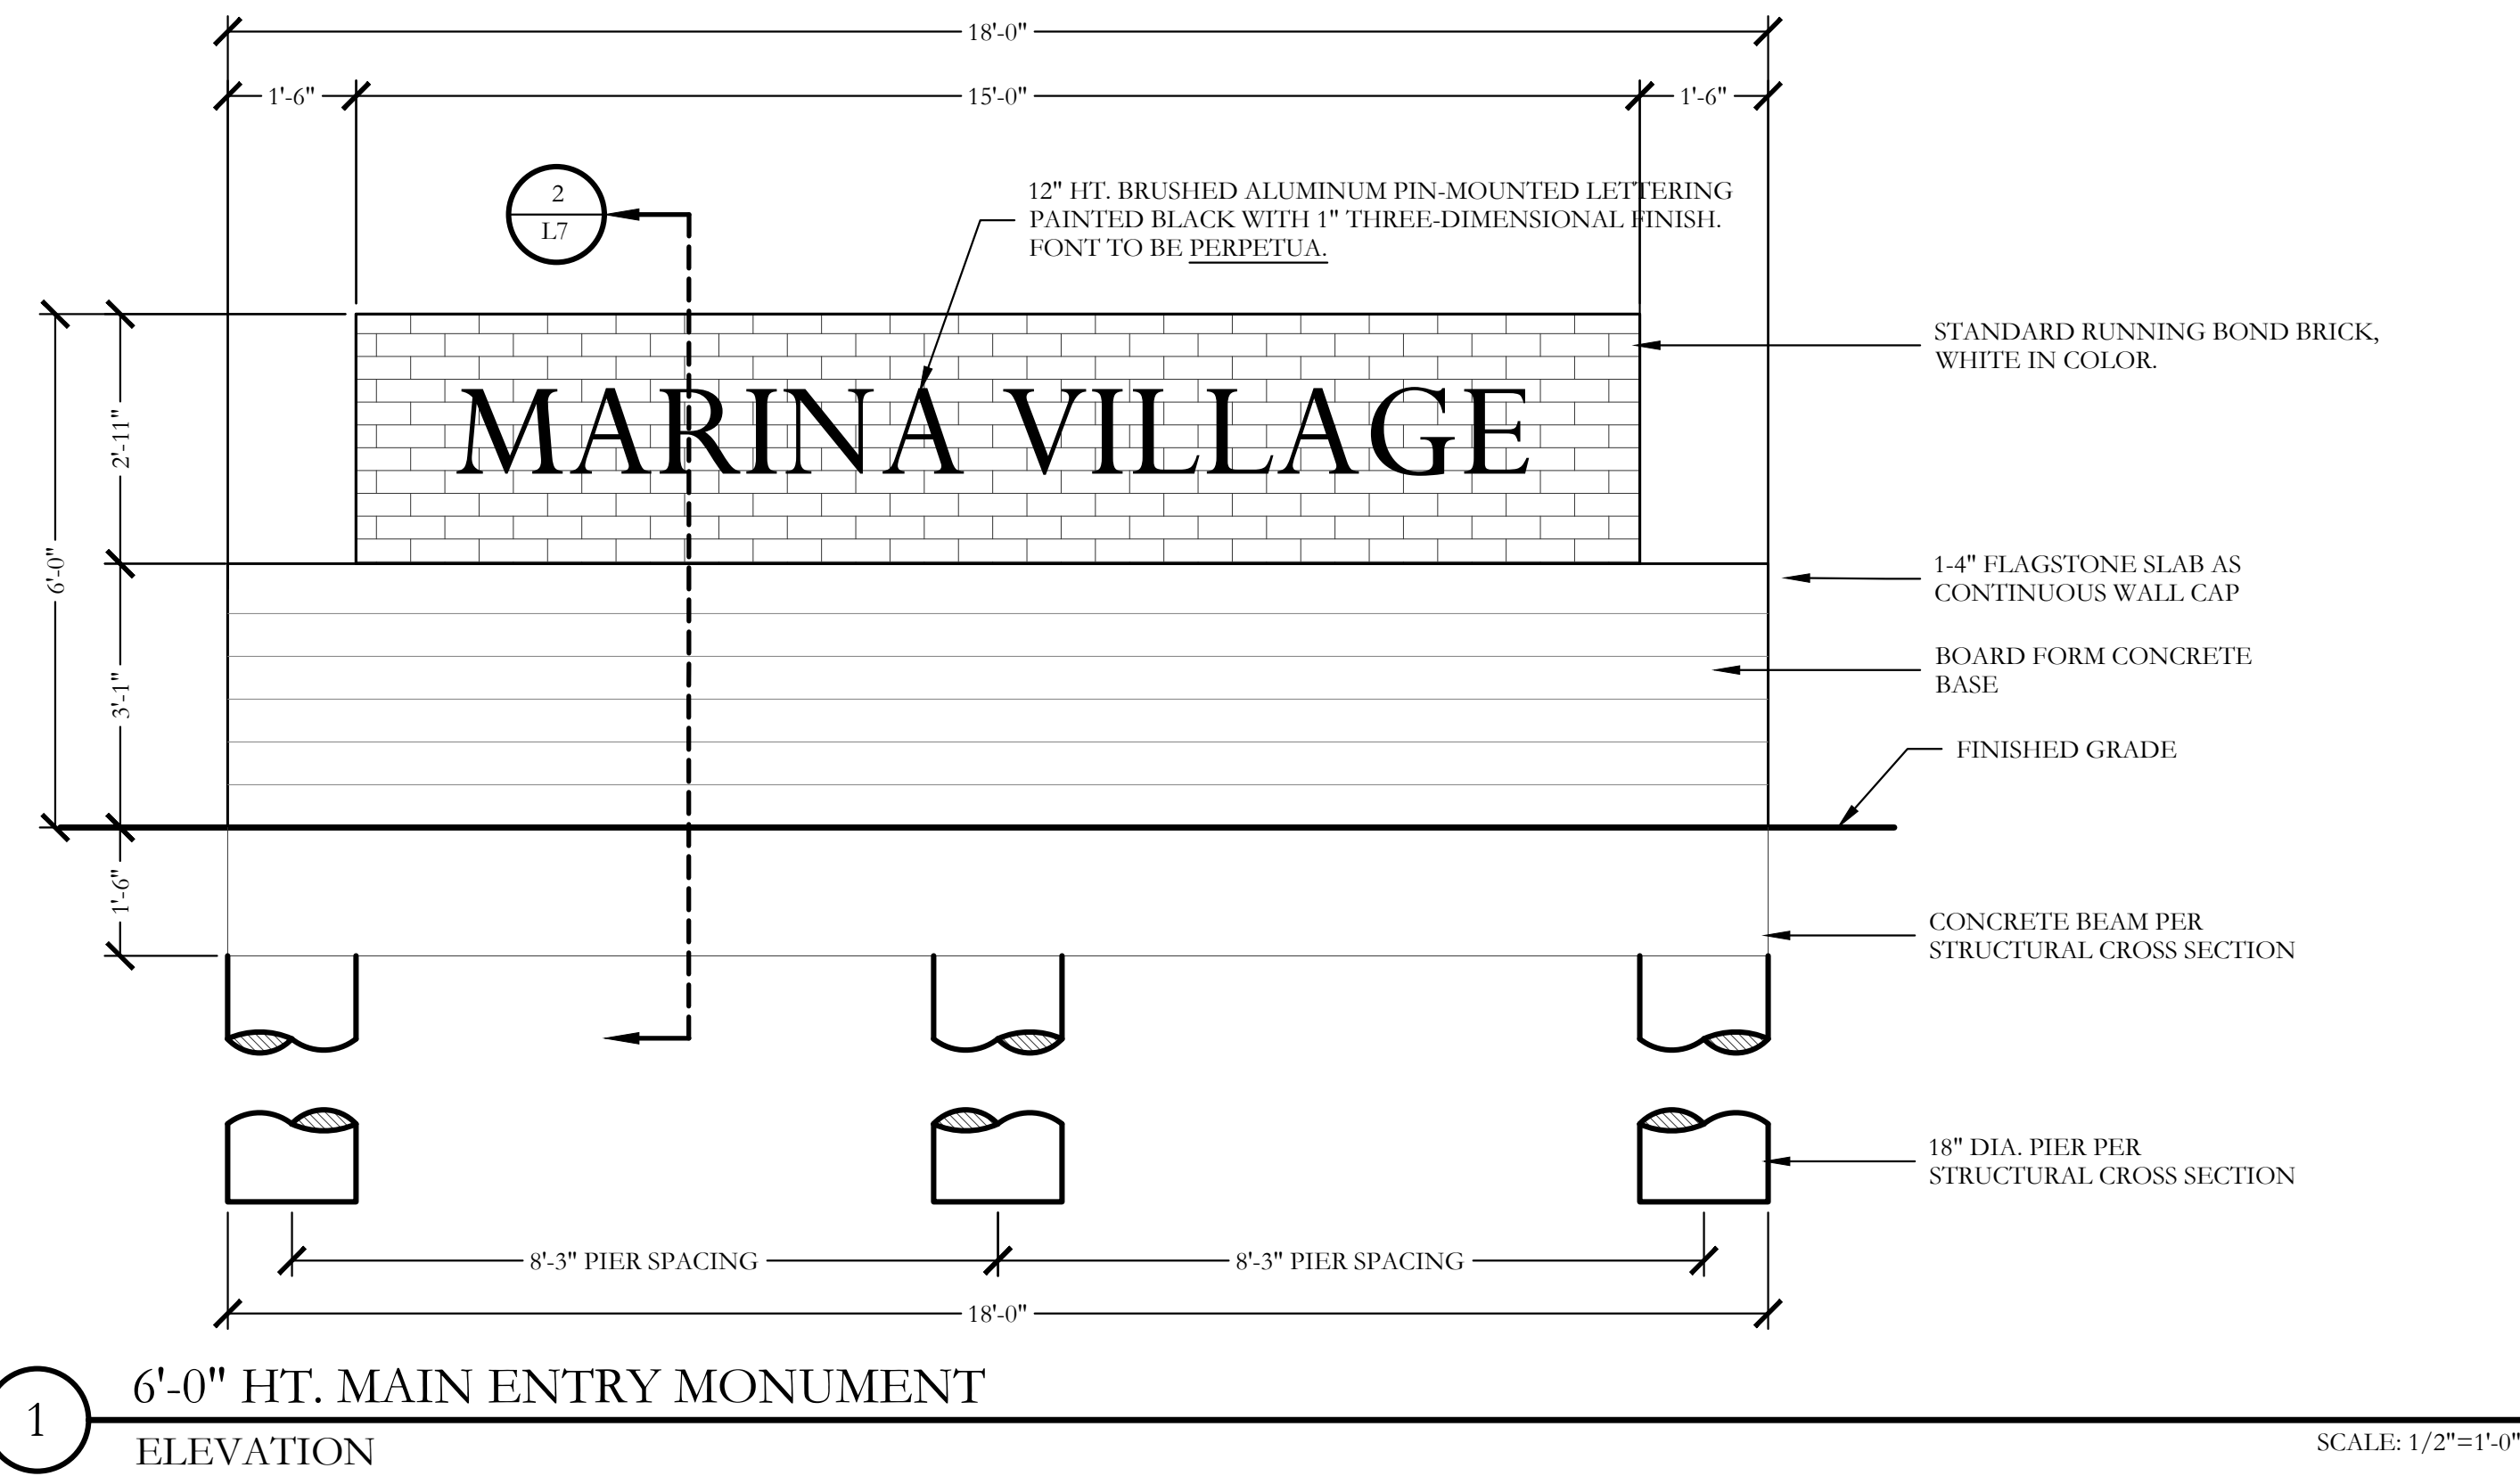 18'-0"
1'-6"
15'-0"
1'-6"
2
L7
12" HT. BRUSHED ALUMINUM PIN-MOUNTED LETTERING
PAINTED BLACK WITH 1" THREE-DIMENSIONAL FINISH.
FONT TO BE PERPETUA.
STANDARD RUNNING BOND BRICK,
WHITE IN COLOR.
MARINA VILLAGE
2'-11"
6'-0"
1-4" FLAGSTONE SLAB AS
CONTINUOUS WALL CAP
BOARD FORM CONCRETE
BASE
3'-1"
FINISHED GRADE
1'-6"
CONCRETE BEAM PER
STRUCTURAL CROSS SECTION
18" DIA. PIER PER
STRUCTURAL CROSS SECTION
8'-3" PIER SPACING
8'-3" PIER SPACING
18'-0"
1
6'-0" HT. MAIN ENTRY MONUMENT
ELEVATION
SCALE: 1/2"=1'-0"